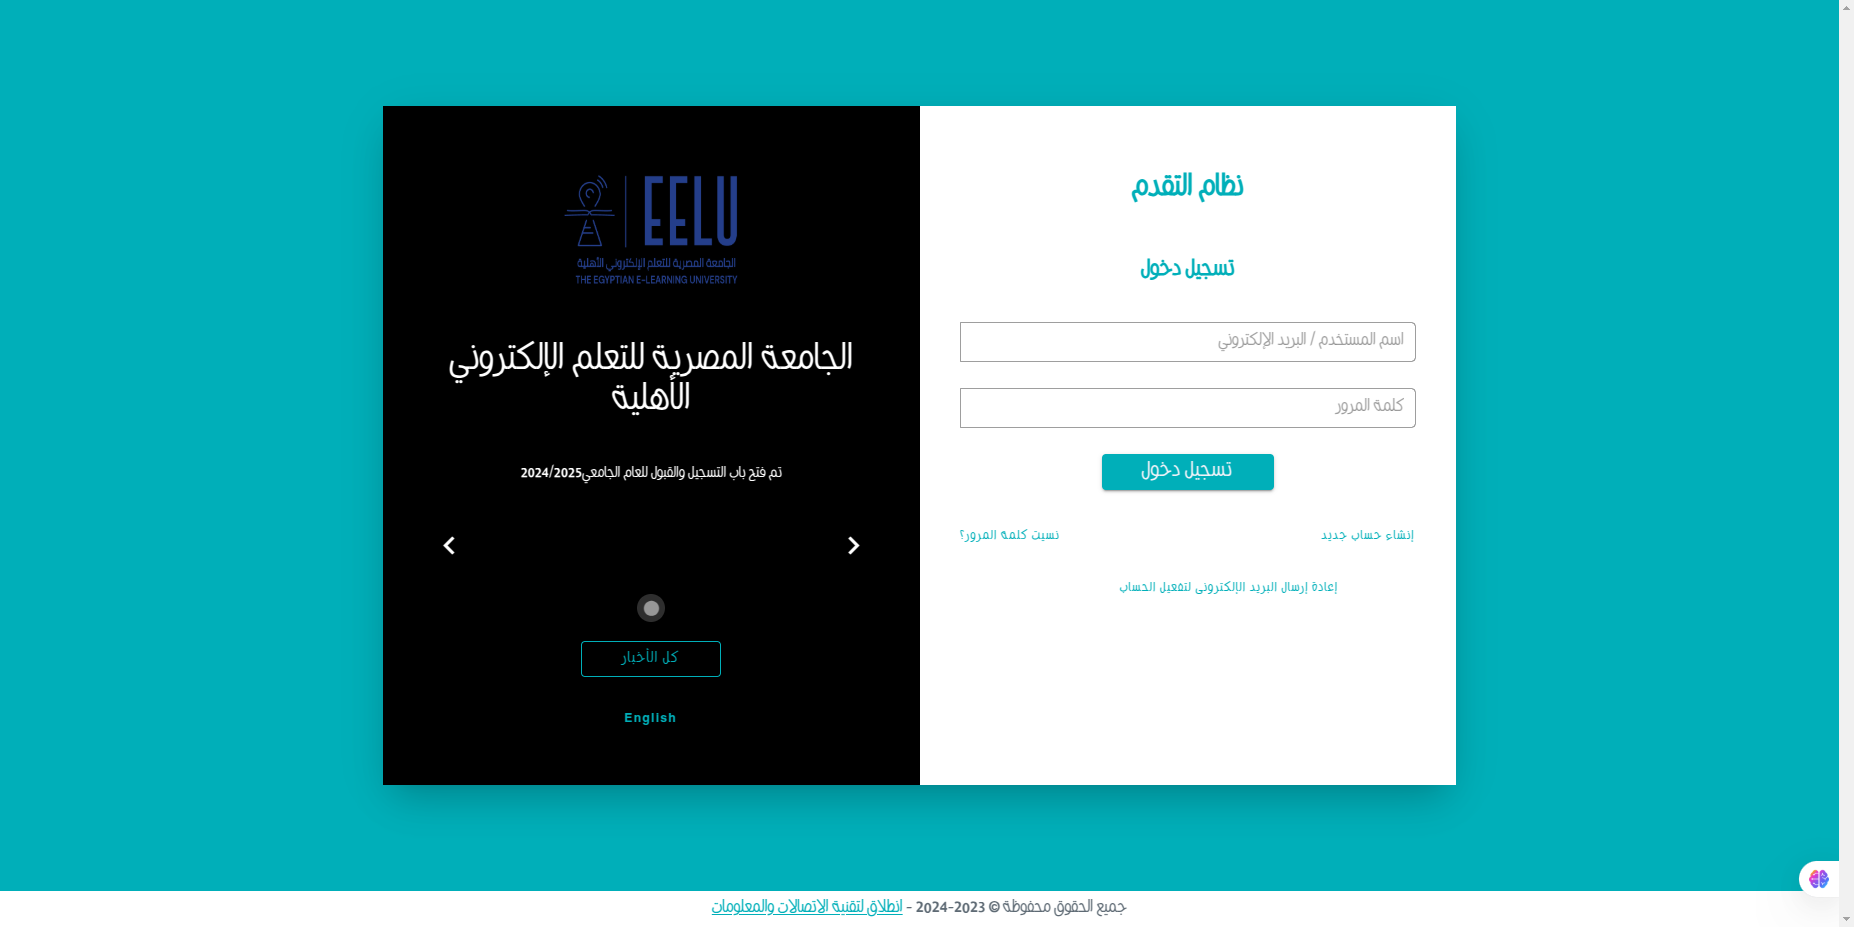 EELU
الجامعة المصرية للتعلم الإلكتروني الأهلية
THE EGYPTIAN E-LEARNING UNIVERSITY
الجامعة المصرية للتعلم الإلكتروني
الأهلية
تم فتح باب التسجيل والقبول للعام الجامعي2024/2025
كل الأخبار
English
نظام التقدم
تسجيل دخول
اسم المستخدم / البريد الإلكتروني
كلمة المرور
تسجيل دخول
إنشاء حساب جديد
نسيت كلمة المرور؟
إعادة إرسال البريد الإلكترونى لتفعيل الحساب
جميع الحقوق محفوظة © 2023-2024 - انطلاق لتقنية الاتصالات والمعلومات